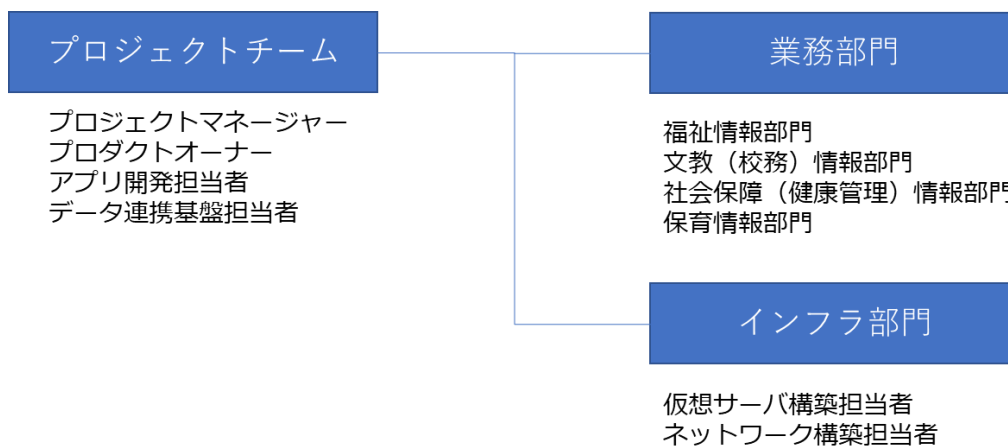 プロジェクトチーム
プロジェクトマネージャー
プロダクトオーナー
アプリ開発担当者
データ連携基盤担当者
業務部門
福祉情報部門
文教（校務）情報部門
社会保障（健康管理）情報部門
保育情報部門
インフラ部門
仮想サーバ構築担当者
ネットワーク構築担当者